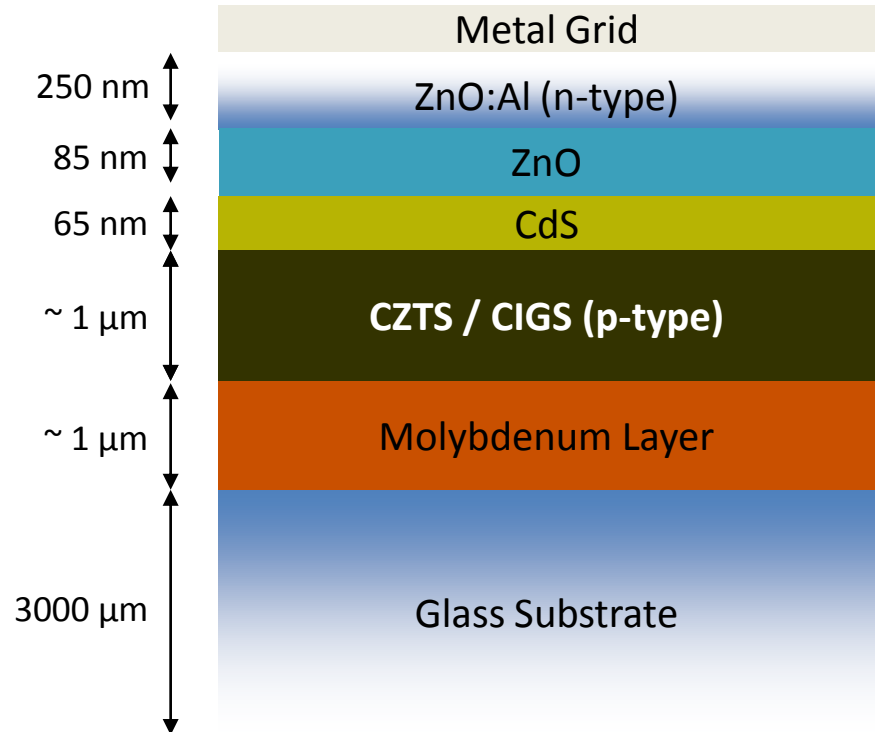 Metal Grid
250 nm
ZnO:Al (n-type)
85 nm
ZnO
65 nm
CdS
~ 1 µm
CZTS / CIGS (p-type)
~ 1 µm
Molybdenum Layer
3000 µm
Glass Substrate